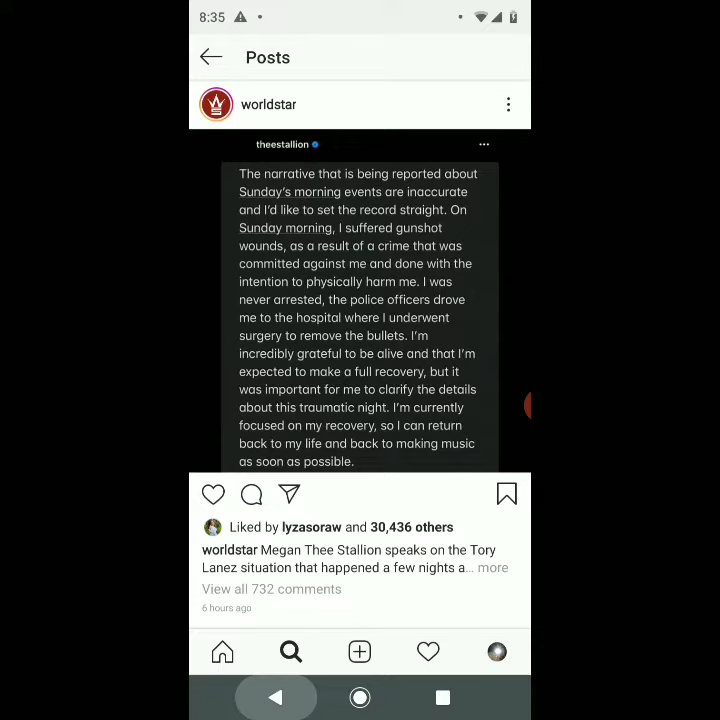 8:35
Posts
worldstar
theestallion
The narrative that is being reported about
Sunday's morning events are inaccurate
and I'd like to set the record straight. On
Sunday morning, I suffered gunshot
wounds, as a result of a crime that was
committed against me and done with the
intention to physically harm me. I was
never arrested, the police officers drove
me to the hospital where I underwent
surgery to remove the bullets. I'm
incredibly grateful to be alive and that I'm
expected to make a full recovery, but it
was important for me to clarify the details
about this traumatic night. I'm currently
focused on my recovery, so I can return
back to my life and back to making music
as soon as possible.
Liked by lyzasoraw and 30,436 others
worldstar Megan Thee Stallion speaks on the Tory
Lanez situation that happened a few nights a... more
View all 732 comments
6 hours ago